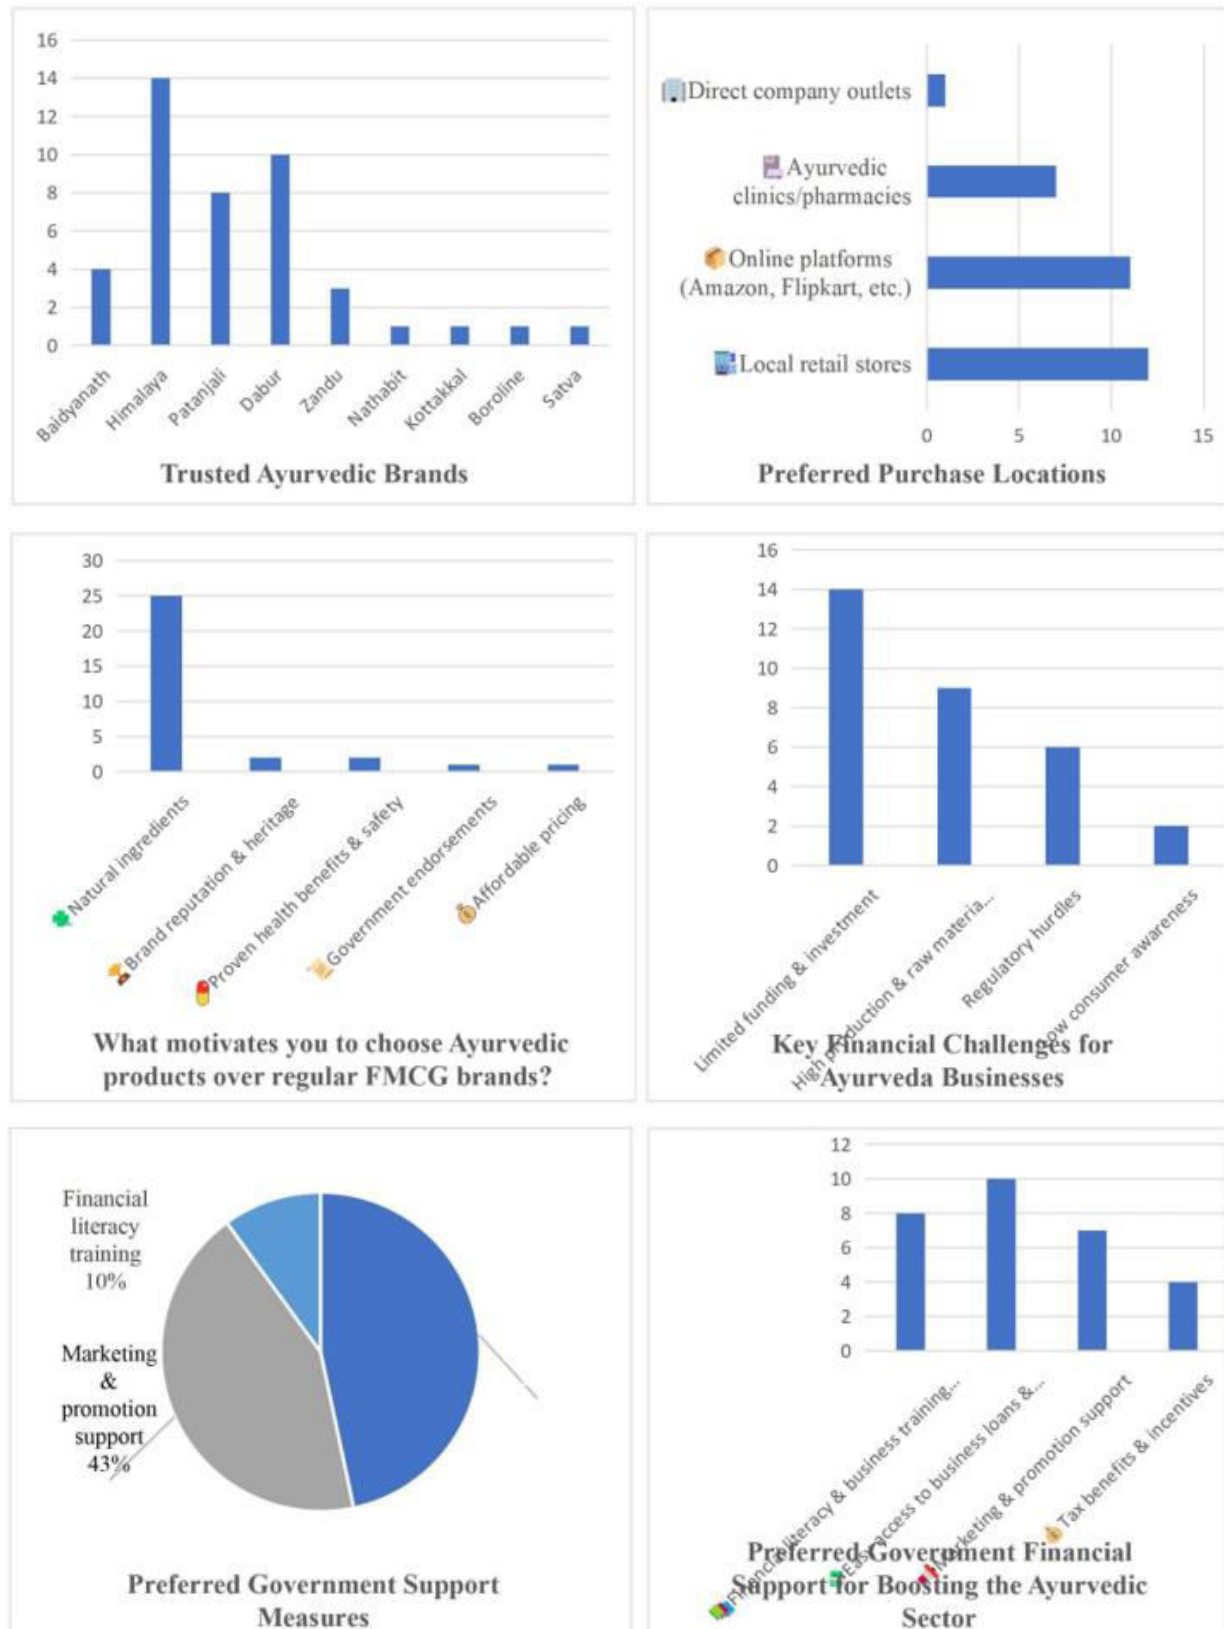 16
14
12
10
8
6
4
2
0
Baidyanath
Himalaya
Patanjali
Dabur
Zandu
Nathabit
Kottakkal
Boroline
Satva
Trusted Ayurvedic Brands
Direct company outlets
Ayurvedic
clinics/pharmacies
Online platforms
(Amazon, Flipkart, etc.)
Local retail stores
0
5
10
15
Preferred Purchase Locations
30
25
20
15
10
5
0
Natural ingredients
Brand reputation & heritage
Proven health benefits & safety
Government endorsements
Affordable pricing
What motivates you to choose Ayurvedic
products over regular FMCG brands?
16
14
12
10
8
6
4
2
0
Limited funding & investment
High production & raw materia...
Regulatory hurdles
Low consumer awareness
Key Financial Challenges for
Ayurveda Businesses
Financial
literacy
training
10%
Marketing
&
promotion
support
43%
Preferred Government Support
Measures
12
10
8
6
4
2
0
Financial literacy & business training...
Easy access to business loans &...
Marketing & promotion support
Tax benefits & incentives
Preferred Government Financial
Support for Boosting the Ayurvedic
Sector